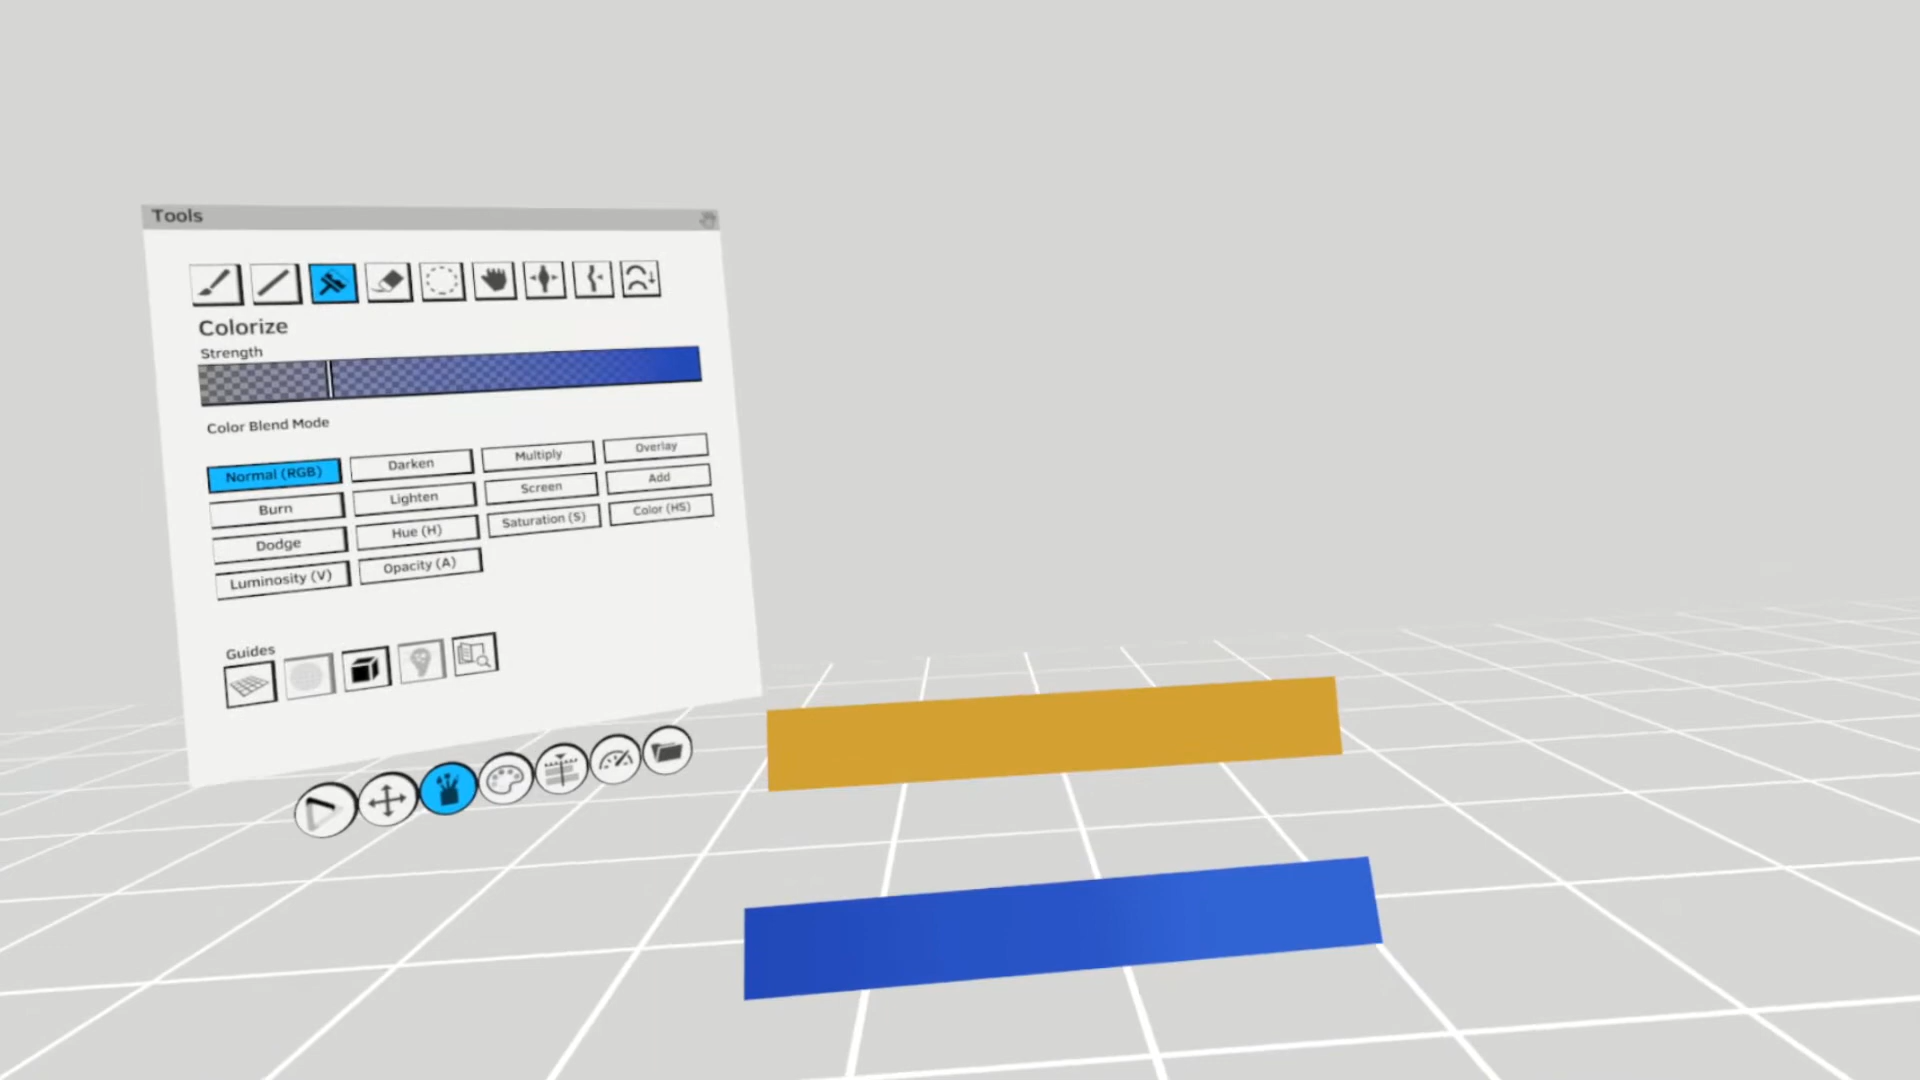 Tools
Colorize
Strength
Color Blend Mode
Normal (RGB) Darken Multiply Overlay
Burn Lighten Screen Add
Dodge Hue (H) Saturation (S) Color (HS)
Luminosity (V) Opacity (A)
Guides